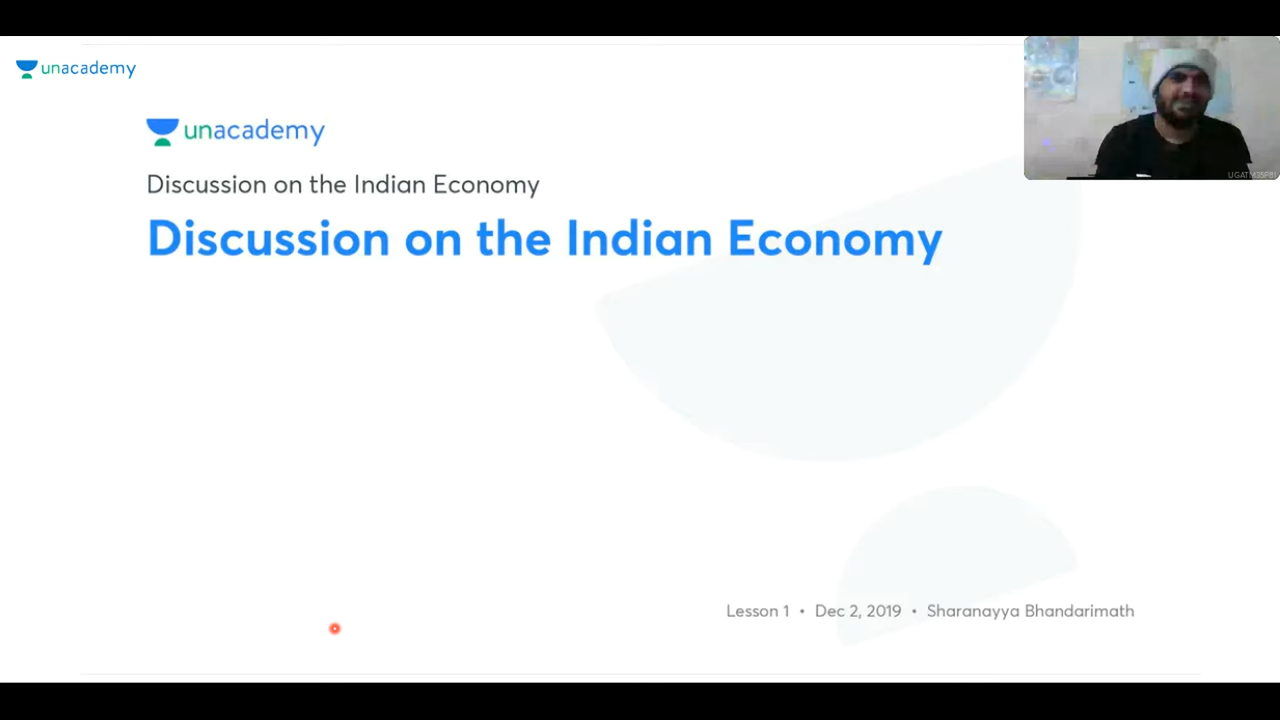 unacademy
unacademy
Discussion on the Indian Economy
Discussion on the Indian Economy
Lesson 1 • Dec 2, 2019 • Sharanayya Bhandarimath